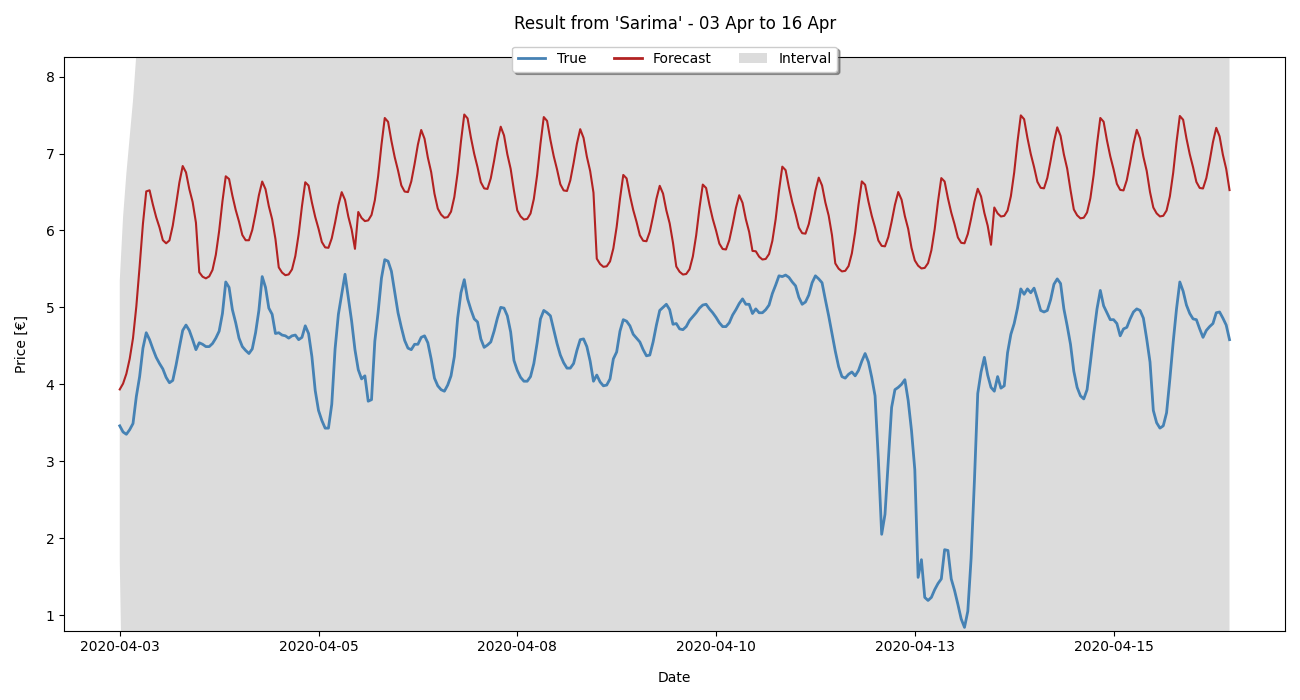 Result from 'Sarima' - 03 Apr to 16 Apr
True Forecast Interval
8
7
6
5
4
3
2
1
Price [€]
2020-04-03 2020-04-05 2020-04-08 2020-04-10 2020-04-13 2020-04-15
Date